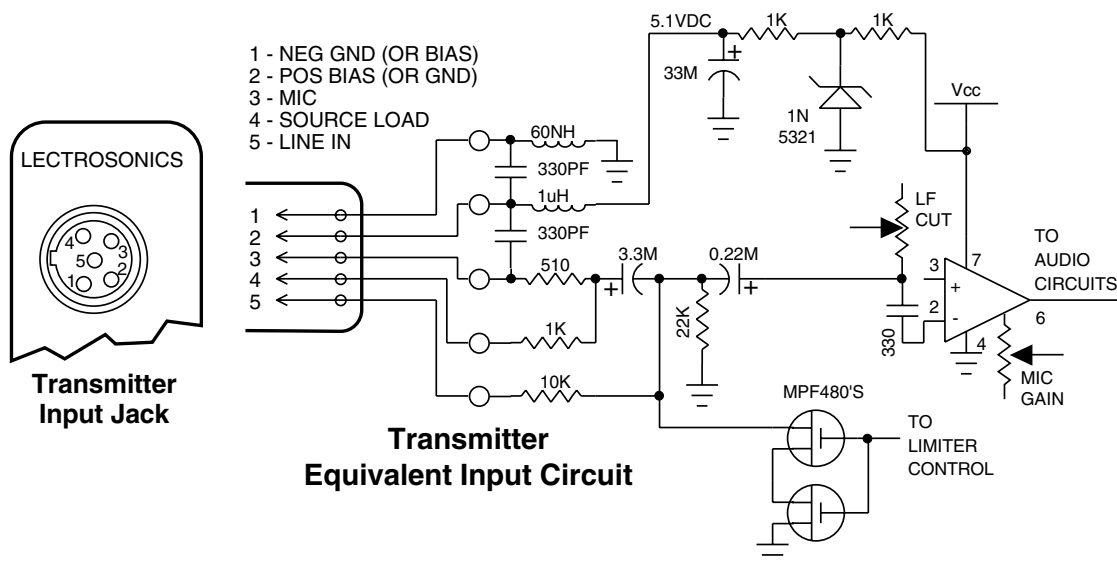 1 - NEG GND (OR BIAS)
2 - POS BIAS (OR GND)
3 - MIC
4 - SOURCE LOAD
5 - LINE IN
LECTROSONICS
4
3
5
2
1
Transmitter
Input Jack
1
2
3
4
5
60NH
330PF
1uH
330PF
510
1K
10K
3.3M
+
22K
0.22M
+
5.1VDC
33M
+
1K
1K
1N
5321
Vcc
LF
CUT
330
3
+
2
-
7
4
6
TO
AUDIO
CIRCUITS
MIC
GAIN
MPF480'S
TO
LIMITER
CONTROL
Transmitter
Equivalent Input Circuit